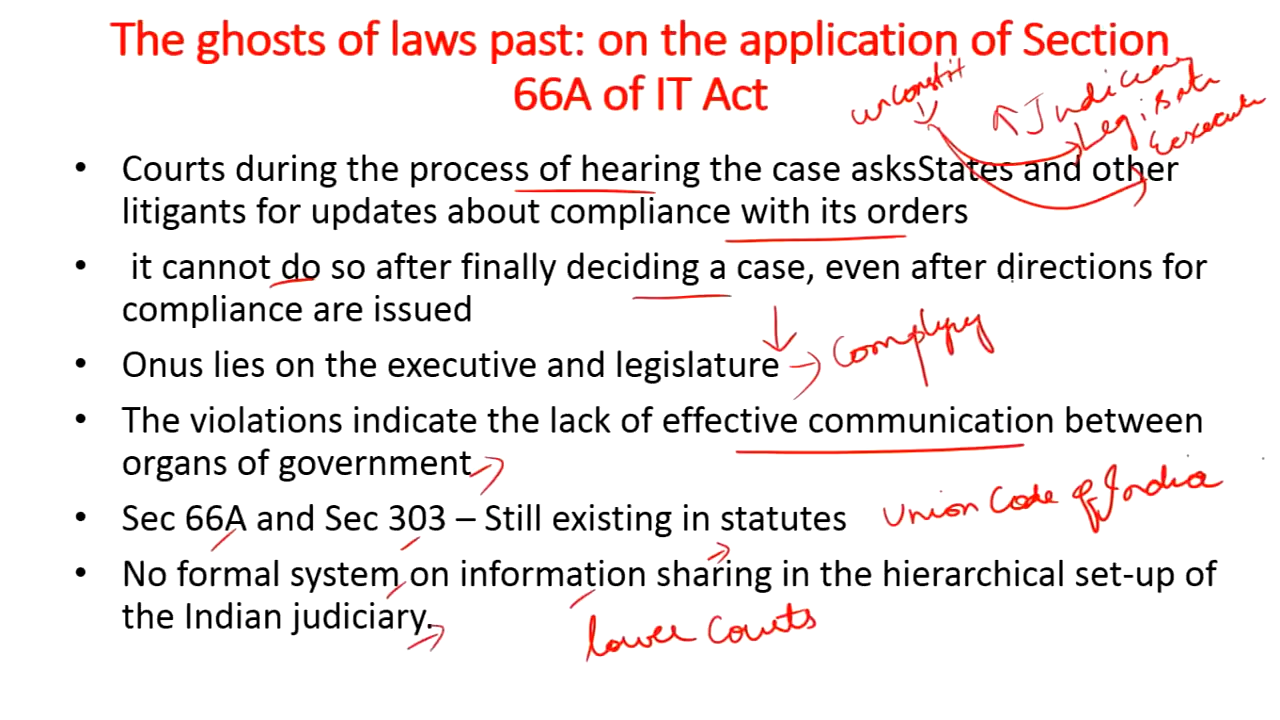 The ghosts of laws past: on the application of Section
66A of IT Act
unconstit
↑ Judiciary
Legislate
Execute
• Courts during the process of hearing the case asksStates and other
litigants for updates about compliance with its orders
• it cannot do so after finally deciding a case, even after directions for
compliance are issued
• Onus lies on the executive and legislature → Complying
• The violations indicate the lack of effective communication between
organs of government
• Sec 66A and Sec 303 – Still existing in statutes Union Code of India
• No formal system on information sharing in the hierarchical set-up of
the Indian judiciary.
lower Courts